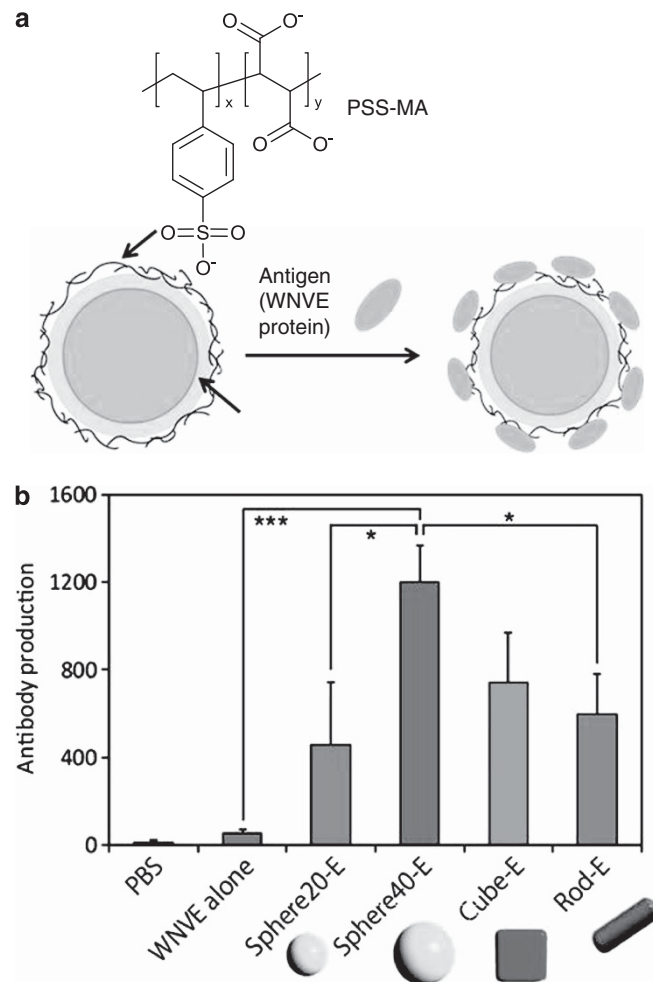 a
O
O⁻
x
y
PSS-MA
O
O⁻
O=S=O
O⁻
Antigen
(WNVE
protein)
b
1600
***
*
*
1200
800
400
0
Antibody production
PBS
WNVE alone
Sphere20-E
Sphere40-E
Cube-E
Rod-E